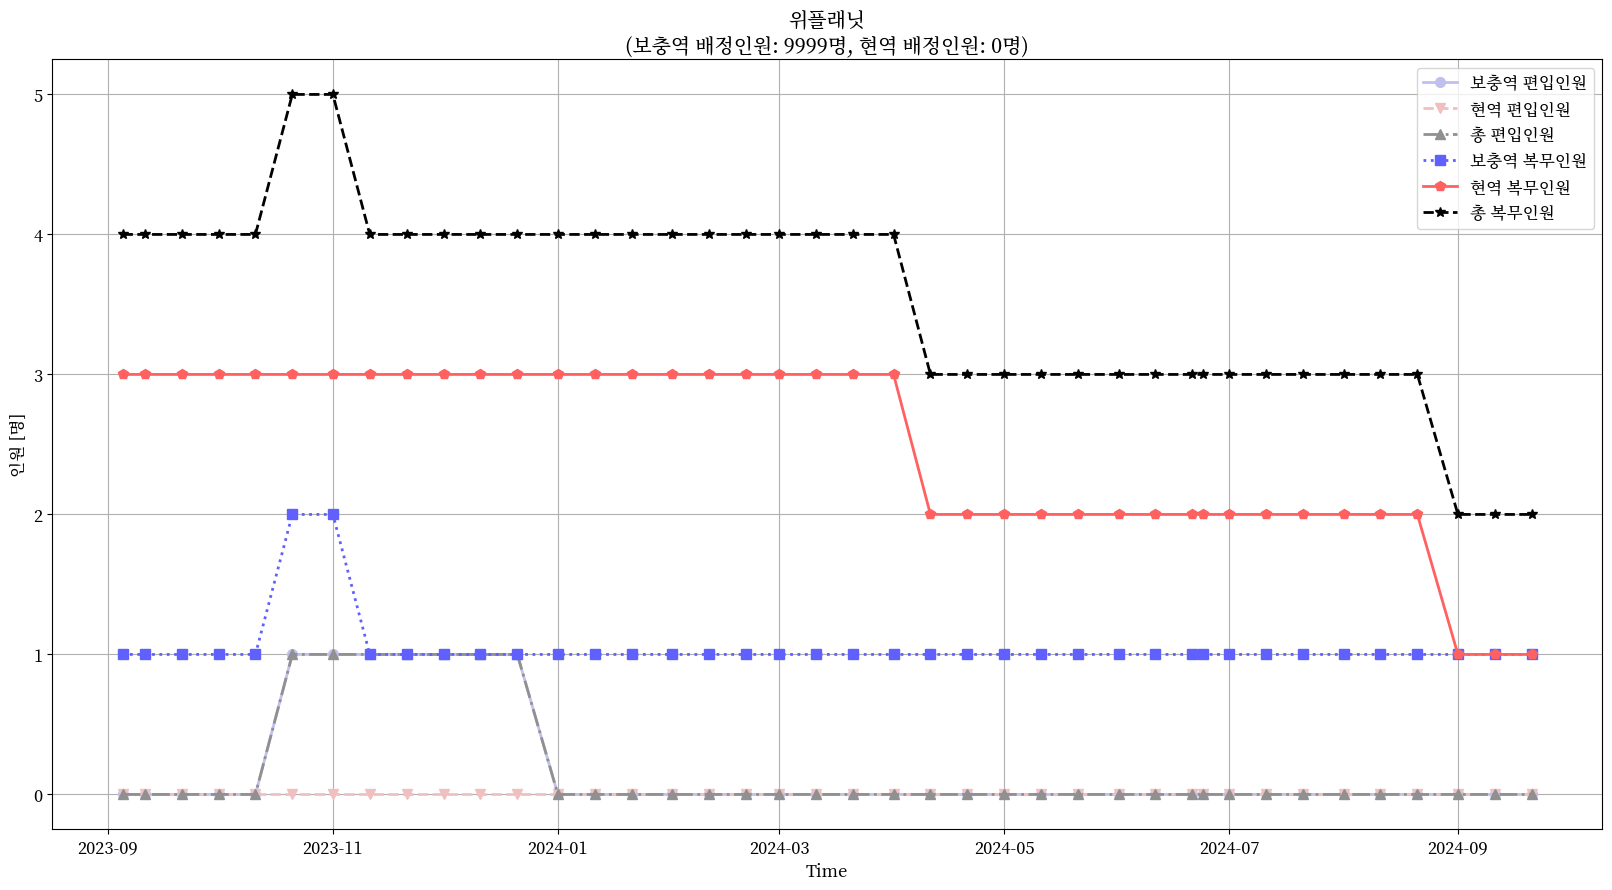 위플래닛
(보충역 배정인원: 9999명, 현역 배정인원: 0명)
보충역 편입인원
현역 편입인원
총 편입인원
보충역 복무인원
현역 복무인원
총 복무인원
인원 [명]
5
4
3
2
1
0
2023-09
2023-11
2024-01
2024-03
2024-05
2024-07
2024-09
Time